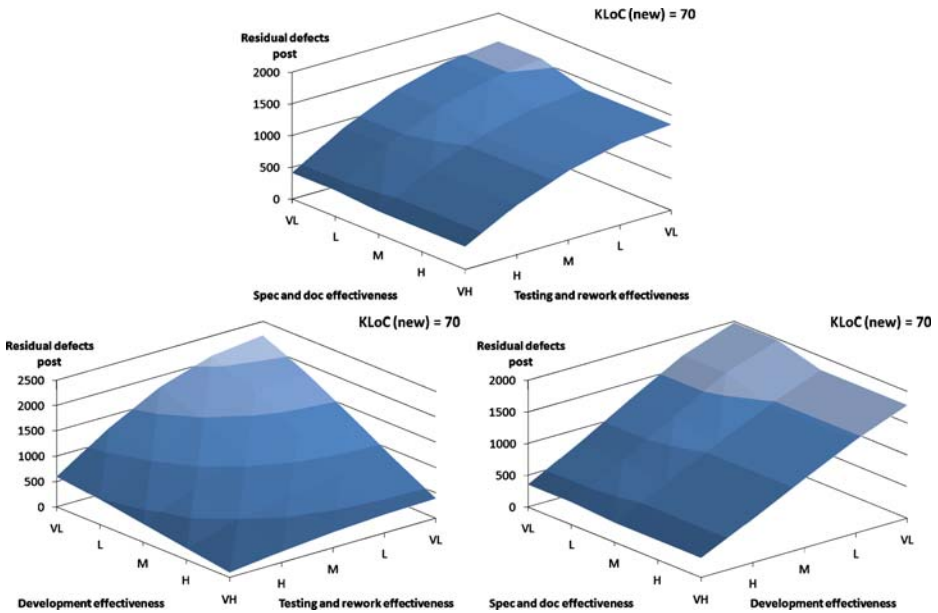 KLoC (new) = 70
Residual defects
post
2000
1500
1000
500
0
VL
L
M
H
VH
H
M
L
VL
Spec and doc effectiveness
Testing and rework effectiveness
KLoC (new) = 70
Residual defects
post
2500
2000
1500
1000
500
0
VL
L
M
H
VH
H
M
L
VL
Development effectiveness
Testing and rework effectiveness
KLoC (new) = 70
Residual defects
post
2000
1500
1000
500
0
VL
L
M
H
VH
H
M
L
VL
Spec and doc effectiveness
Development effectiveness